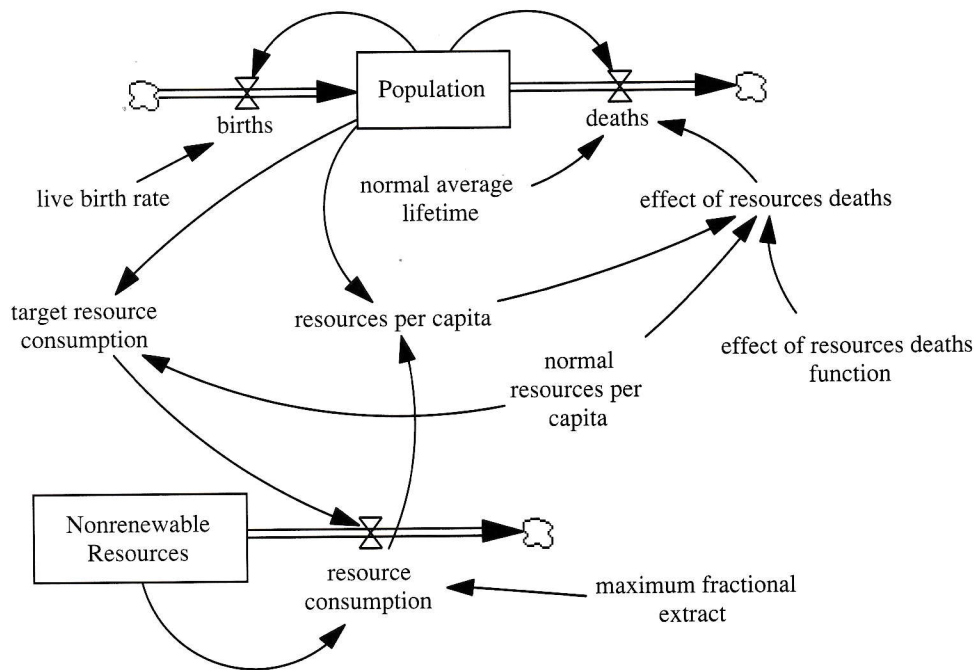 Population
births
deaths
live birth rate
normal average
lifetime
effect of resources deaths
target resource
consumption
resources per capita
normal
resources per
capita
effect of resources deaths
function
Nonrenewable
Resources
resource
consumption
maximum fractional
extract